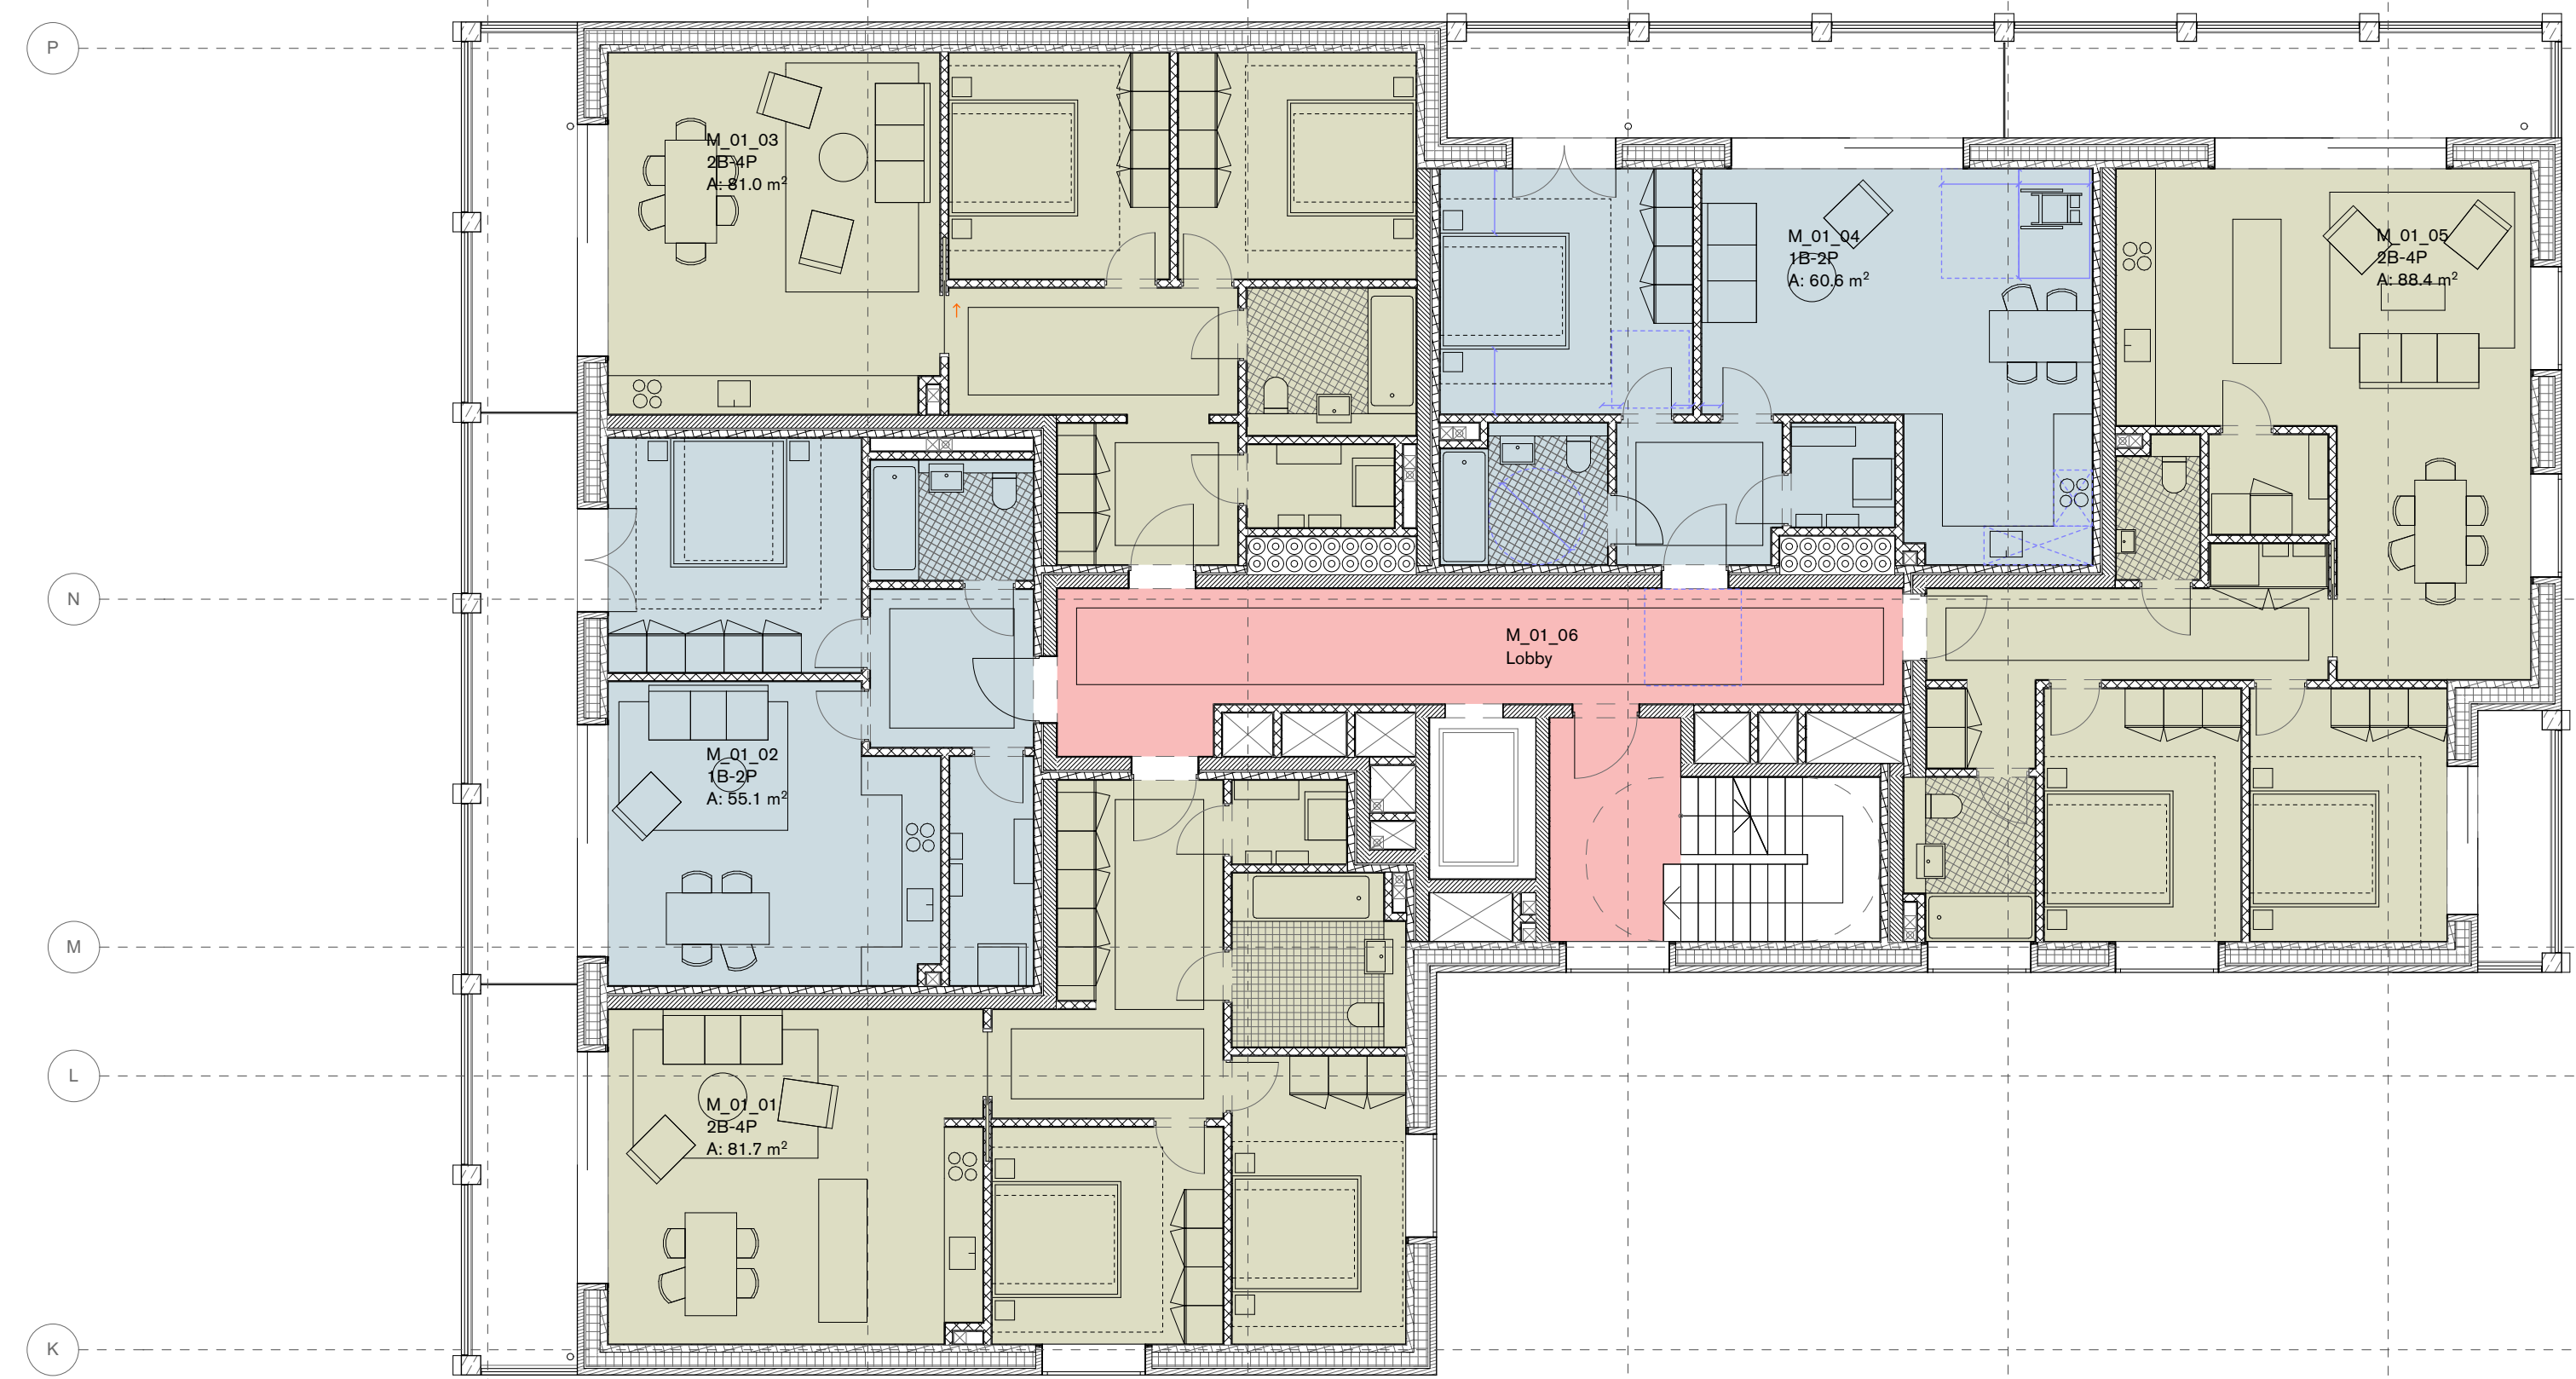 P
M_01_03
2B-4P
A: 81.0 m²
M_01_04
1B-2P
A: 60.6 m²
M_01_05
2B-4P
A: 88.4 m²
N
M_01_06
Lobby
M_01_02
1B-2P
A: 55.1 m²
M
L
M_01_01
2B-4P
A: 81.7 m²
K